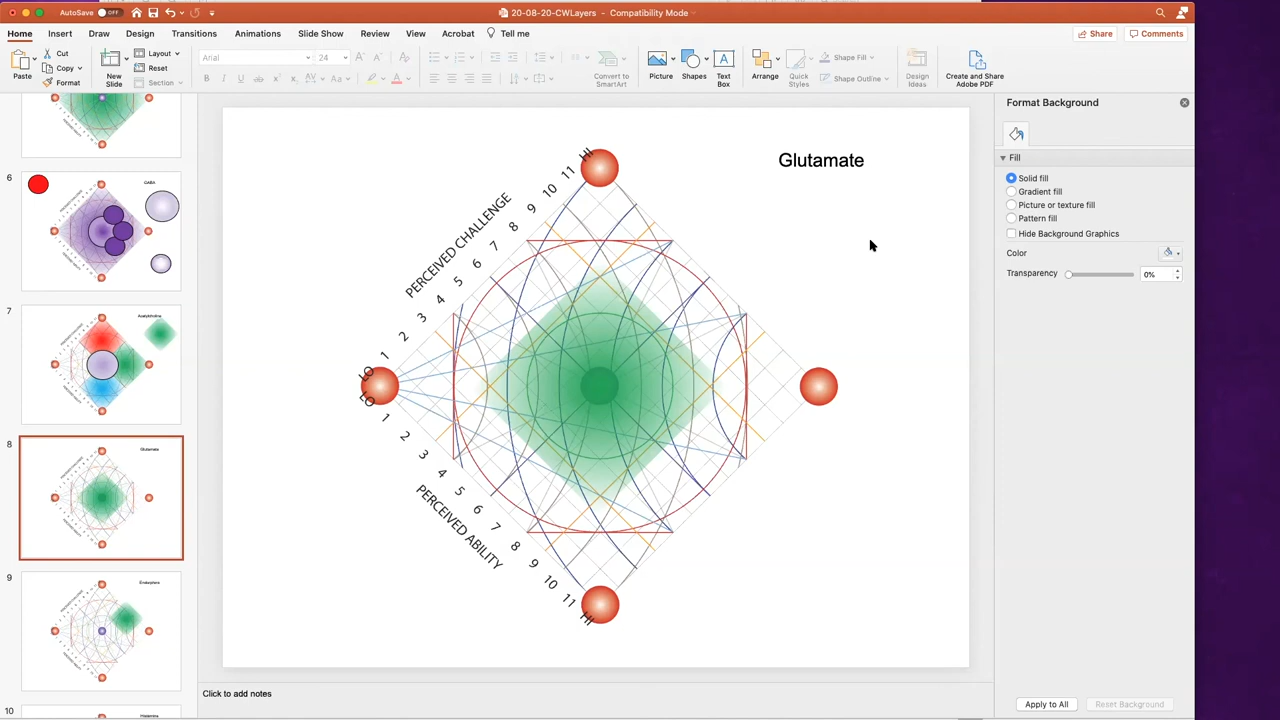 AutoSave OFF
20-08-20-CWLayers - Compatibility Mode
Home Insert Draw Design Transitions Animations Slide Show Review View Acrobat Tell me
Share Comments
Paste
Cut
Copy
Format
New Slide
Layout
Reset
Section
Arial 24
Convert to SmartArt
Picture
Shapes
Text Box
Arrange
Quick Styles
Shape Fill
Shape Outline
Design Ideas
Create and Share Adobe PDF
6
GABA
7
Acetylcholine
8
Glutamate
9
Endorphins
10
Glutamate
PERCEIVED CHALLENGE
LO 1 2 3 4 5 6 7 8 9 10 11 HI
PERCEIVED ABILITY
LO 1 2 3 4 5 6 7 8 9 10 11 HI
Click to add notes
Format Background
Fill
Solid fill
Gradient fill
Picture or texture fill
Pattern fill
Hide Background Graphics
Color
Transparency 0%
Apply to All
Reset Background